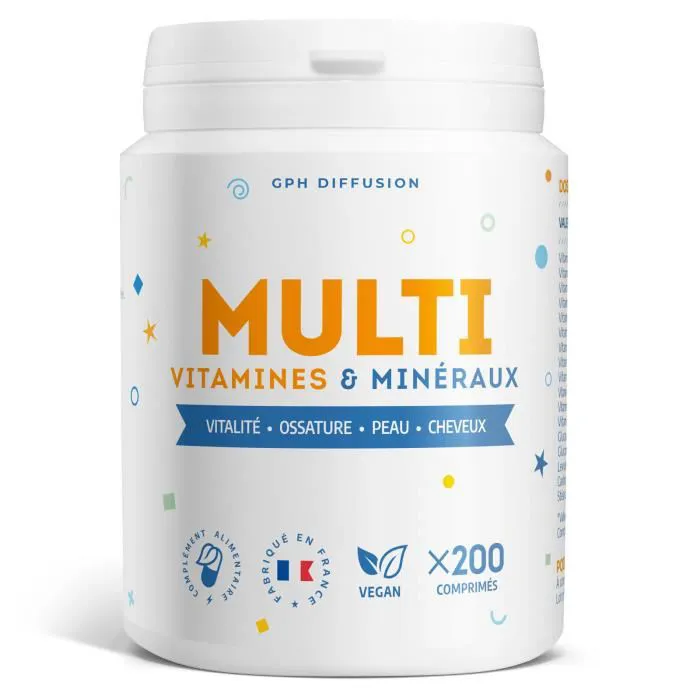 GPH DIFFUSION
MULTI
VITAMINES & MINÉRAUX
VITALITÉ • OSSATURE • PEAU • CHEVEUX
COMPLÉMENT ALIMENTAIRE
FABRIQUÉ EN FRANCE
VEGAN
×200
COMPRIMÉS